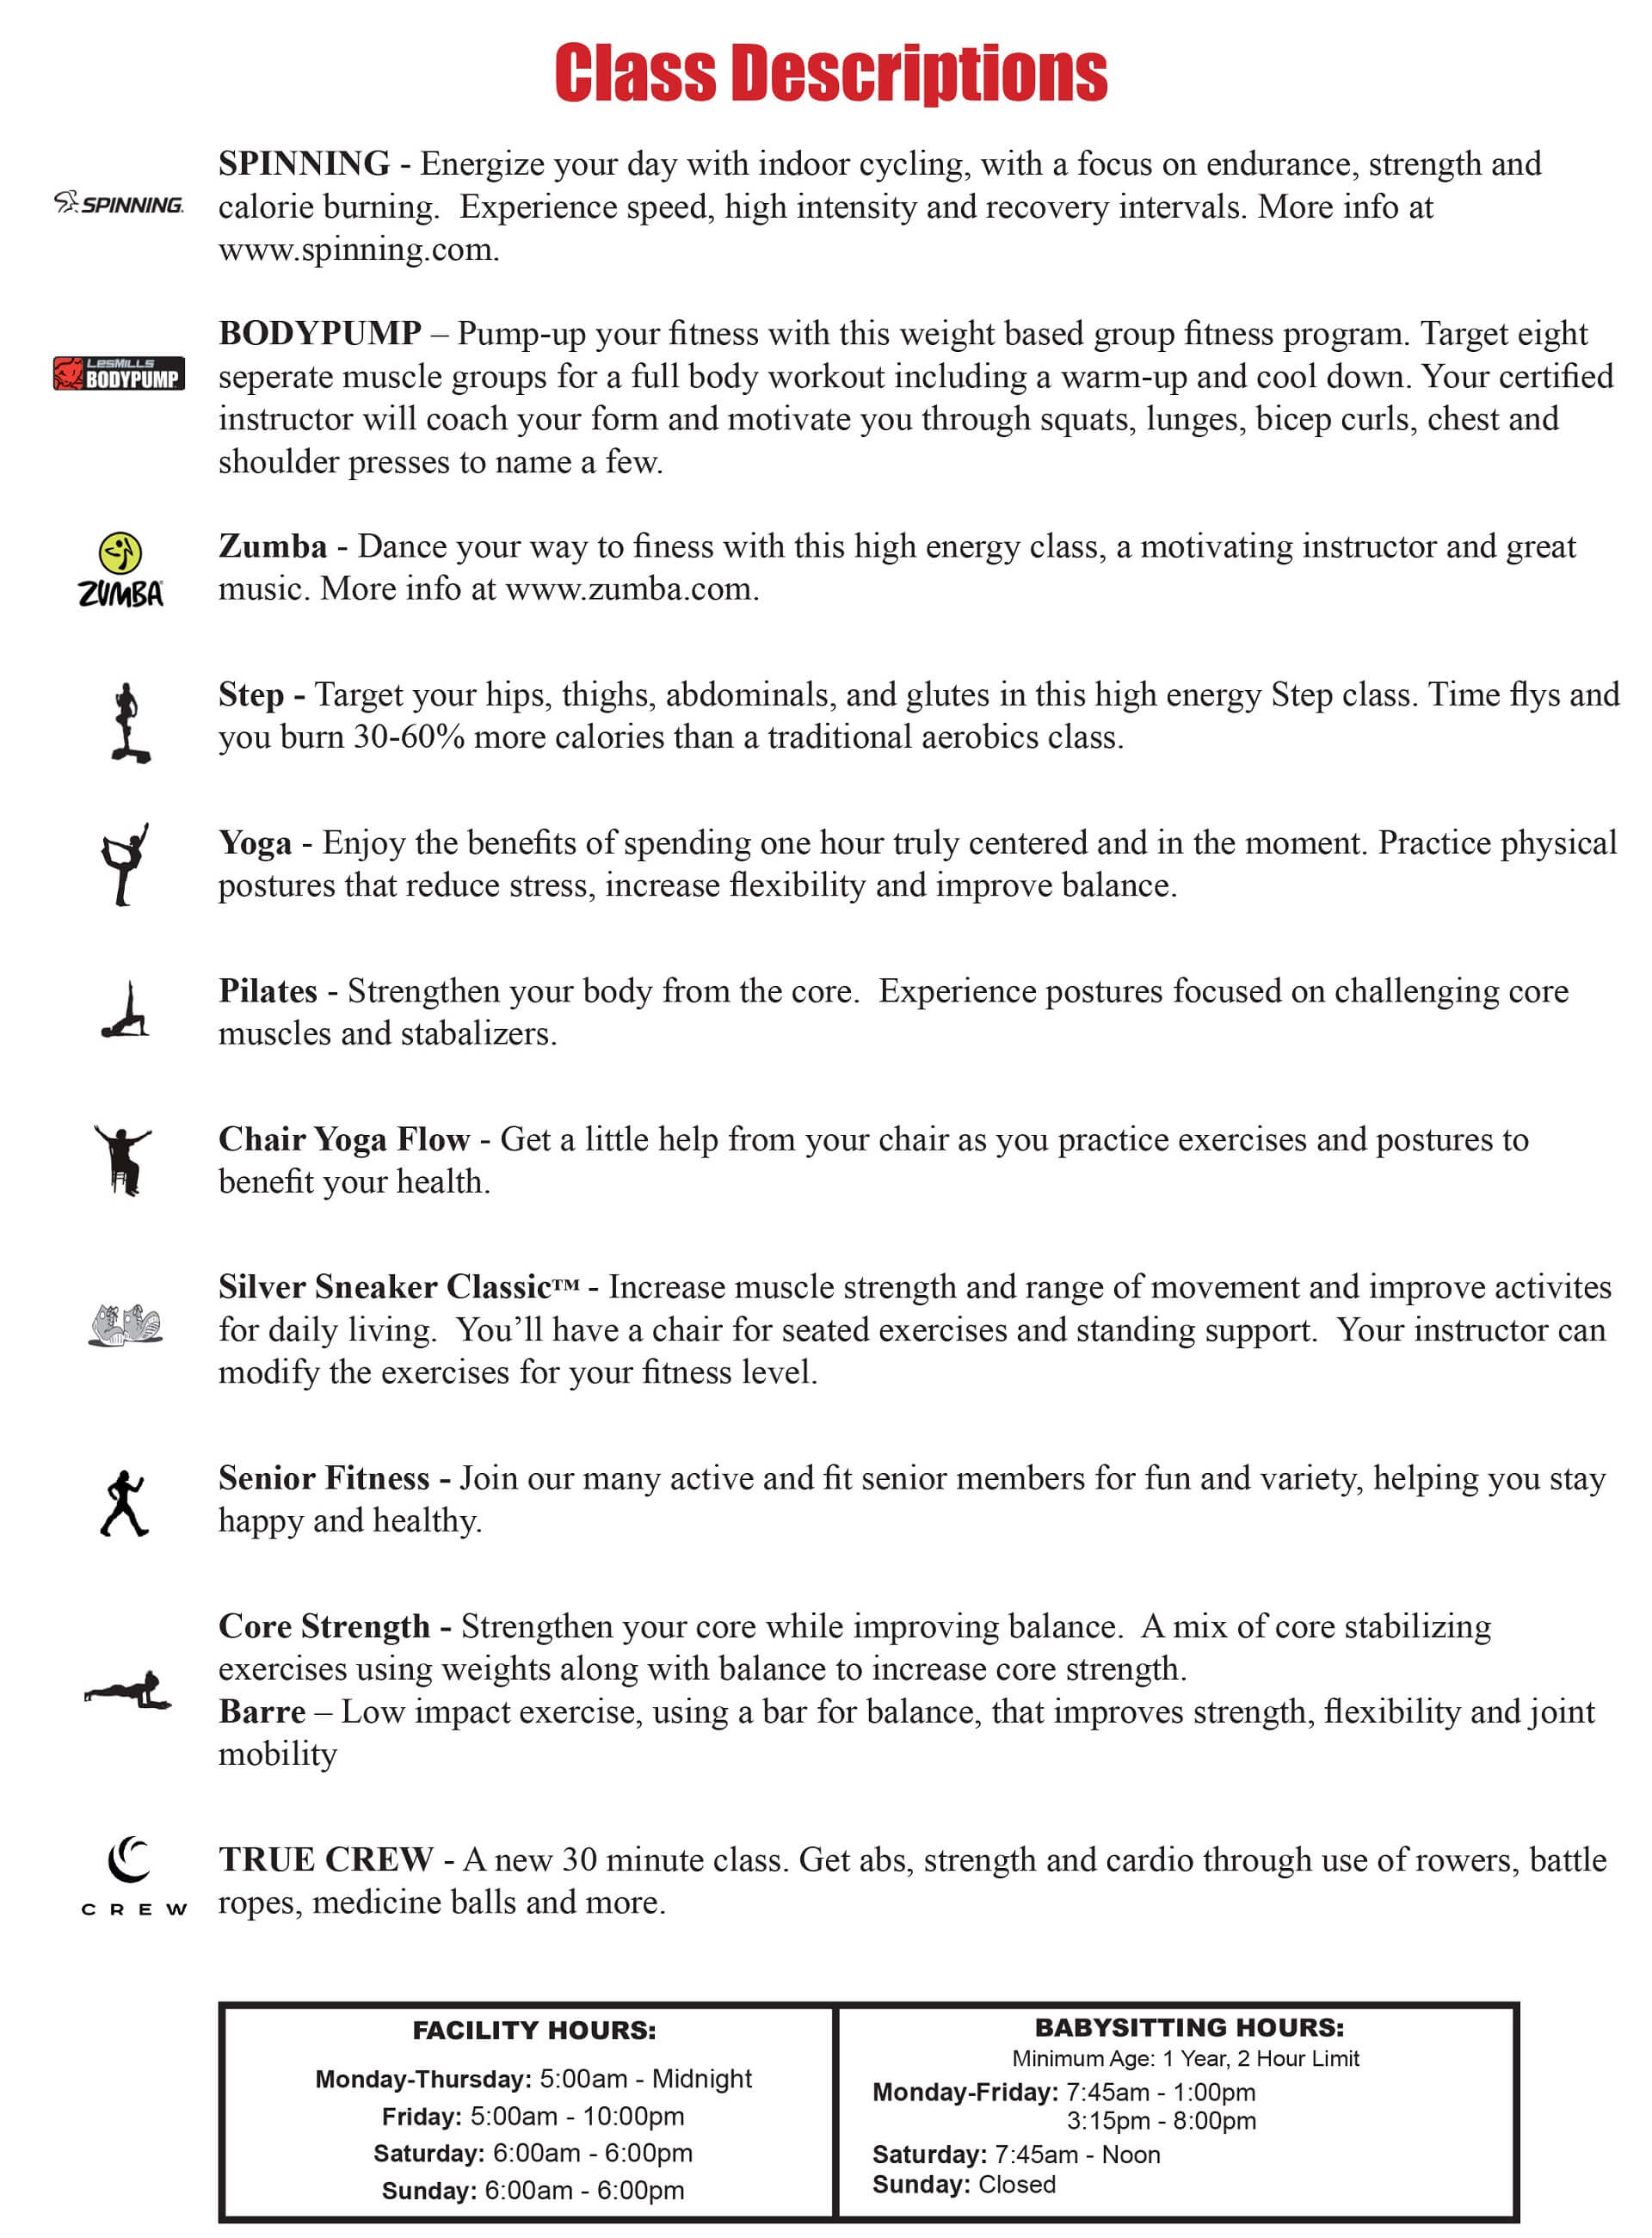 Class Descriptions
SPINNING - Energize your day with indoor cycling, with a focus on endurance, strength and
SPINNING. calorie burning.  Experience speed, high intensity and recovery intervals. More info at
www.spinning.com.
BODYPUMP – Pump-up your fitness with this weight based group fitness program. Target eight
LesMILLS
BODYPUMP seperate muscle groups for a full body workout including a warm-up and cool down. Your certified
instructor will coach your form and motivate you through squats, lunges, bicep curls, chest and
shoulder presses to name a few.
Zumba - Dance your way to finess with this high energy class, a motivating instructor and great
ZUMBA music. More info at www.zumba.com.
Step - Target your hips, thighs, abdominals, and glutes in this high energy Step class. Time flys and
you burn 30-60% more calories than a traditional aerobics class.
Yoga - Enjoy the benefits of spending one hour truly centered and in the moment. Practice physical
postures that reduce stress, increase flexibility and improve balance.
Pilates - Strengthen your body from the core.  Experience postures focused on challenging core
muscles and stabalizers.
Chair Yoga Flow - Get a little help from your chair as you practice exercises and postures to
benefit your health.
Silver Sneaker Classic™ - Increase muscle strength and range of movement and improve activites
for daily living.  You’ll have a chair for seated exercises and standing support.  Your instructor can
modify the exercises for your fitness level.
Senior Fitness - Join our many active and fit senior members for fun and variety, helping you stay
happy and healthy.
Core Strength - Strengthen your core while improving balance.  A mix of core stabilizing
exercises using weights along with balance to increase core strength.
Barre – Low impact exercise, using a bar for balance, that improves strength, flexibility and joint
mobility
TRUE CREW - A new 30 minute class. Get abs, strength and cardio through use of rowers, battle
CREW ropes, medicine balls and more.
FACILITY HOURS:
Monday-Thursday: 5:00am - Midnight
Friday: 5:00am - 10:00pm
Saturday: 6:00am - 6:00pm
Sunday: 6:00am - 6:00pm
BABYSITTING HOURS:
Minimum Age: 1 Year, 2 Hour Limit
Monday-Friday: 7:45am - 1:00pm
3:15pm - 8:00pm
Saturday: 7:45am - Noon
Sunday: Closed